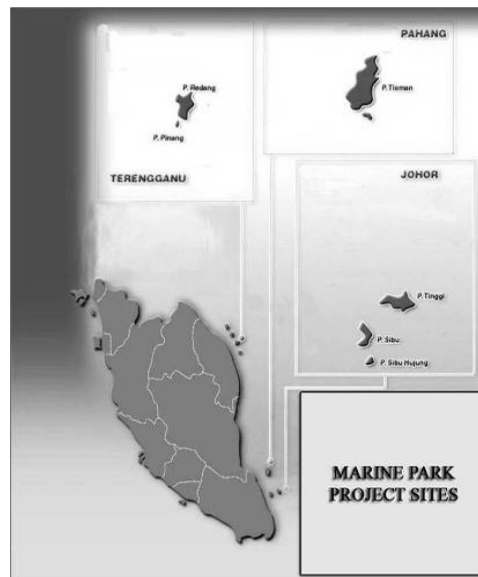 PAHANG
P. Redang
P. Tioman
P. Pinang
TERENGGANU
JOHOR
P. Tinggi
P. Sibu
P. Sibu Hujung
MARINE PARK
PROJECT SITES